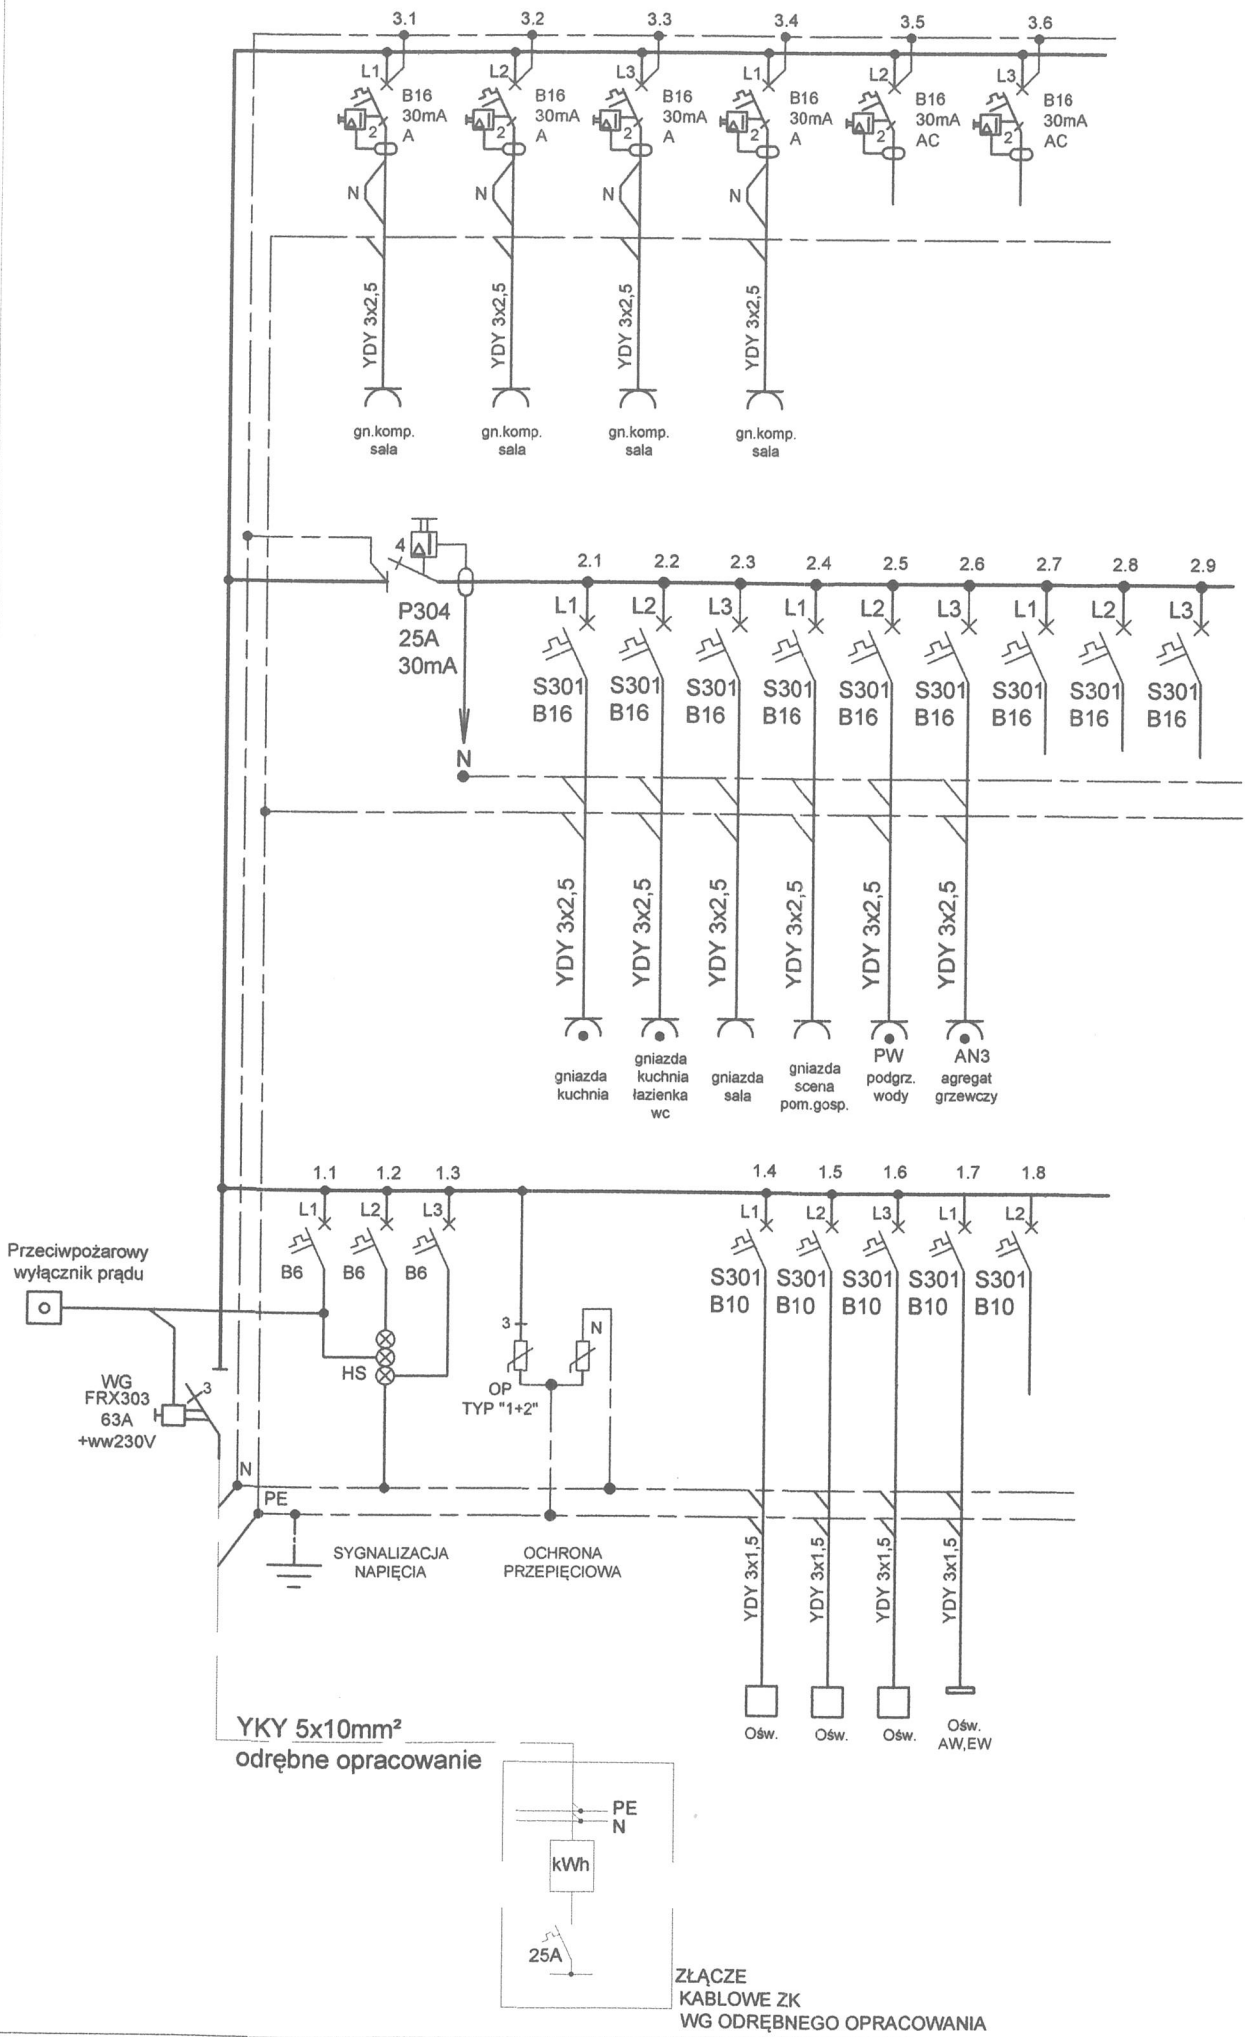 3.1
3.2
3.3
3.4
3.5
3.6
L1
L2
L3
L1
L2
L3
B16
30mA
A
B16
30mA
A
B16
30mA
A
B16
30mA
A
B16
30mA
AC
B16
30mA
AC
2
2
2
2
2
2
N
N
N
N
YDY 3x2,5
YDY 3x2,5
YDY 3x2,5
YDY 3x2,5
gn.komp.
sala
gn.komp.
sala
gn.komp.
sala
gn.komp.
sala
4
P304
25A
30mA
N
2.1
2.2
2.3
2.4
2.5
2.6
2.7
2.8
2.9
L1
L2
L3
L1
L2
L3
L1
L2
L3
S301
B16
S301
B16
S301
B16
S301
B16
S301
B16
S301
B16
S301
B16
S301
B16
S301
B16
YDY 3x2,5
YDY 3x2,5
YDY 3x2,5
YDY 3x2,5
YDY 3x2,5
YDY 3x2,5
gniazda
kuchnia
gniazda
kuchnia
łazienka
wc
gniazda
sala
gniazda
scena
pom.gosp.
PW
podgrz.
wody
AN3
agregat
grzewczy
1.1
1.2
1.3
1.4
1.5
1.6
1.7
1.8
L1
L2
L3
L1
L2
L3
L1
L2
B6
B6
B6
S301
B10
S301
B10
S301
B10
S301
B10
S301
B10
Przeciwpożarowy
wyłącznik prądu
HS
3
N
OP
TYP "1+2"
WG
FRX303
63A
+ww230V
3
N
PE
SYGNALIZACJA
NAPIĘCIA
OCHRONA
PRZEPIĘCIOWA
YDY 3x1,5
YDY 3x1,5
YDY 3x1,5
YDY 3x1,5
Ośw.
Ośw.
Ośw.
Ośw.
AW,EW
YKY 5x10mm²
odrębne opracowanie
PE
N
kWh
25A
ZŁĄCZE
KABLOWE ZK
WG ODRĘBNEGO OPRACOWANIA